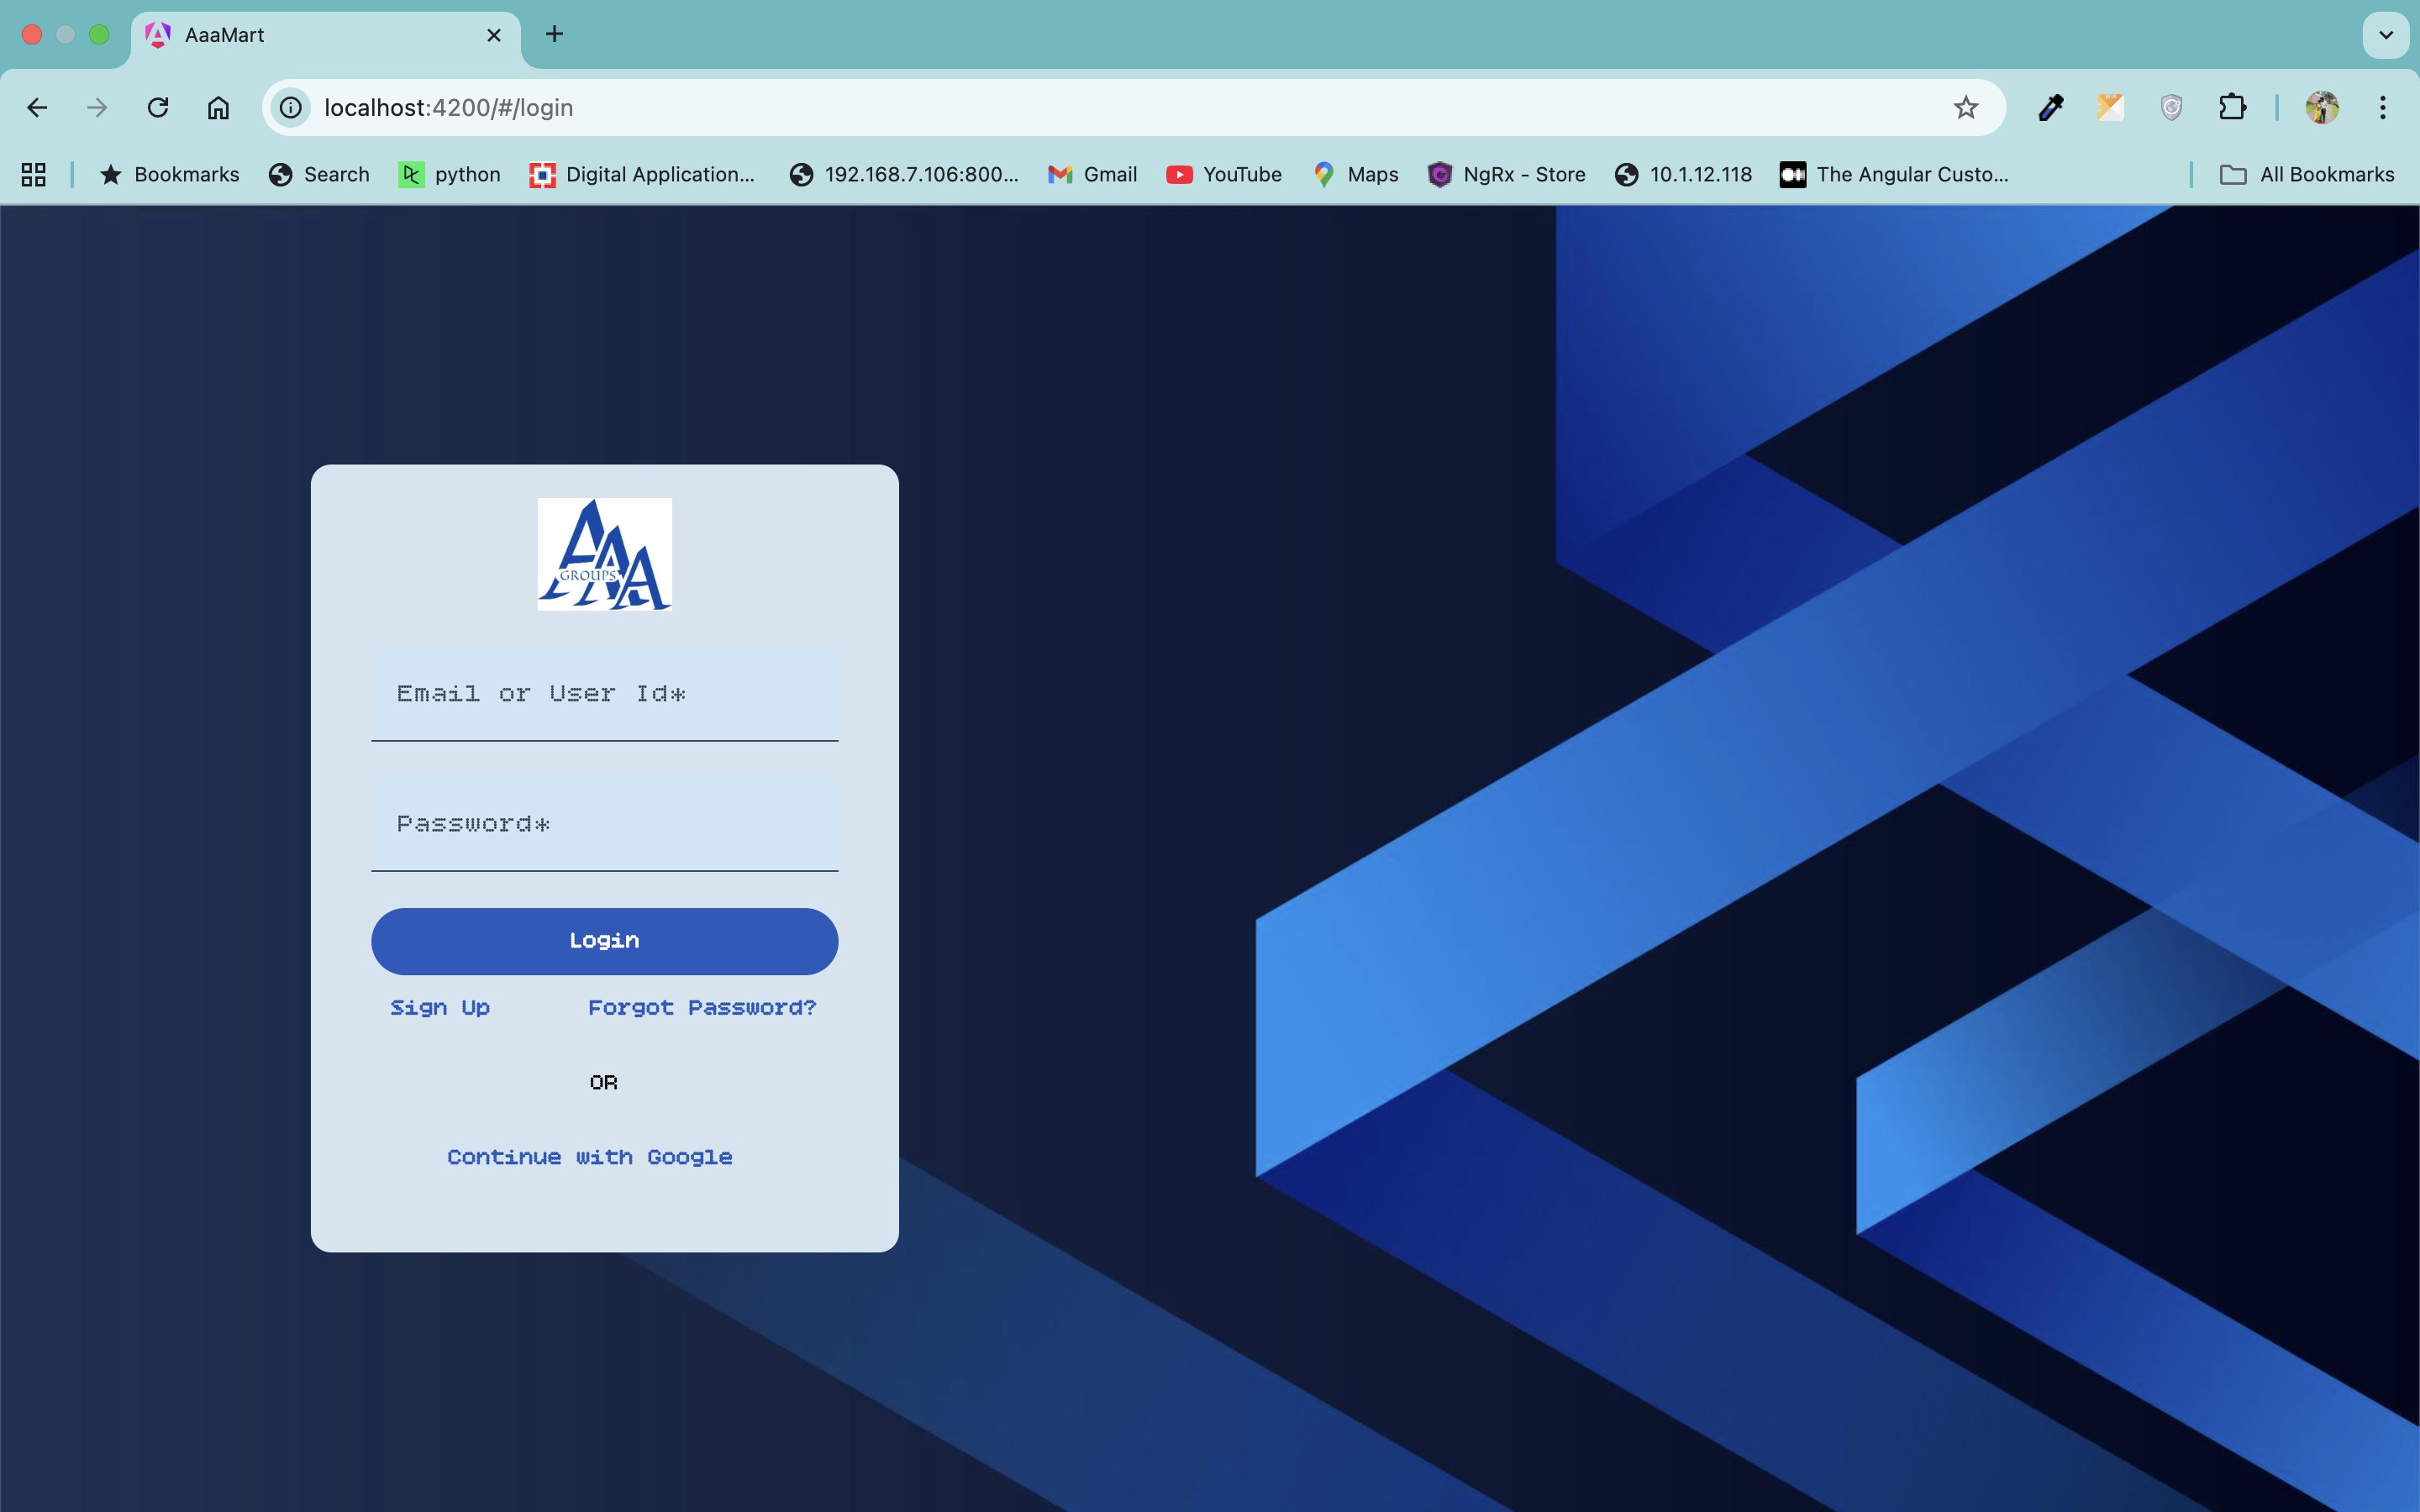 AaaMart
localhost:4200/#/login
Bookmarks Search python Digital Application... 192.168.7.106:800... Gmail YouTube Maps NgRx - Store 10.1.12.118 The Angular Custo... All Bookmarks
AAA
GROUPS
Email or User Id*
Password*
Login
Sign Up Forgot Password?
OR
Continue with Google